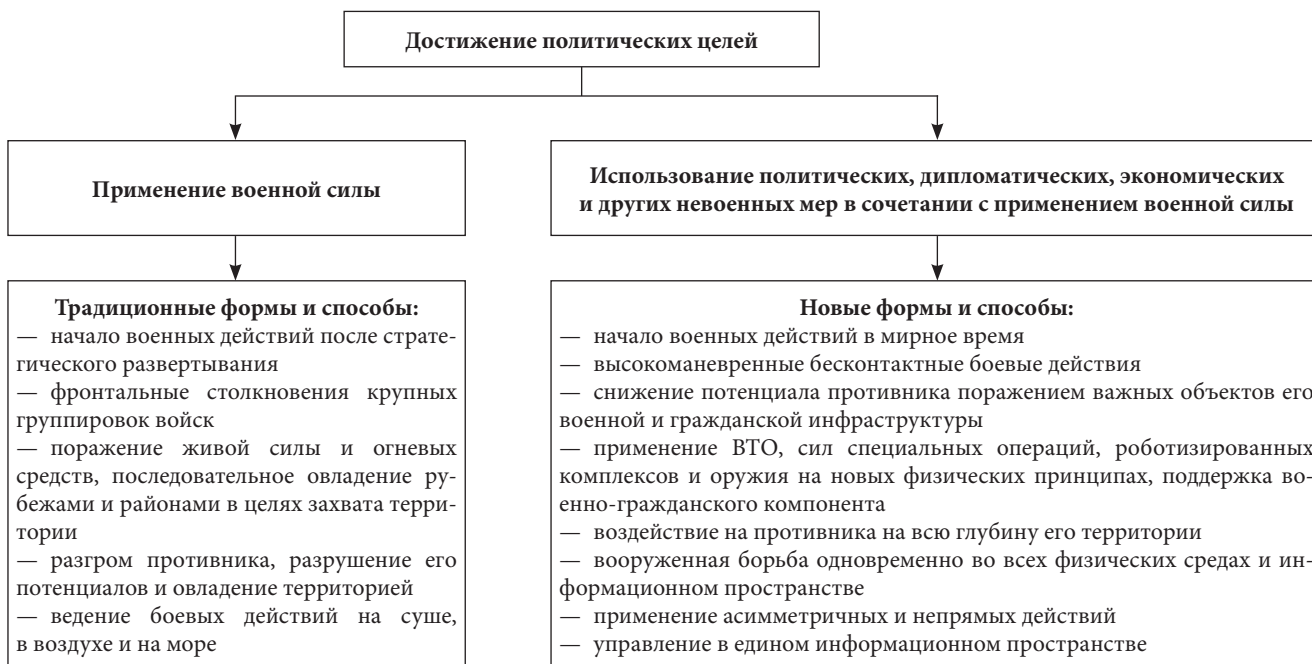 Достижение политических целей
Применение военной силы
Использование политических, дипломатических, экономических
и других невоенных мер в сочетании с применением военной силы
Традиционные формы и способы:
— начало военных действий после страте-
гического развертывания
— фронтальные столкновения крупных
группировок войск
— поражение живой силы и огневых
средств, последовательное овладение ру-
бежами и районами в целях захвата терри-
тории
— разгром противника, разрушение его
потенциалов и овладение территорией
— ведение боевых действий на суше,
в воздухе и на море
Новые формы и способы:
— начало военных действий в мирное время
— высокоманевренные бесконтактные боевые действия
— снижение потенциала противника поражением важных объектов его
военной и гражданской инфраструктуры
— применение ВТО, сил специальных операций, роботизированных
комплексов и оружия на новых физических принципах, поддержка во-
енно-гражданского компонента
— воздействие на противника на всю глубину его территории
— вооруженная борьба одновременно во всех физических средах и ин-
формационном пространстве
— применение асимметричных и непрямых действий
— управление в едином информационном пространстве